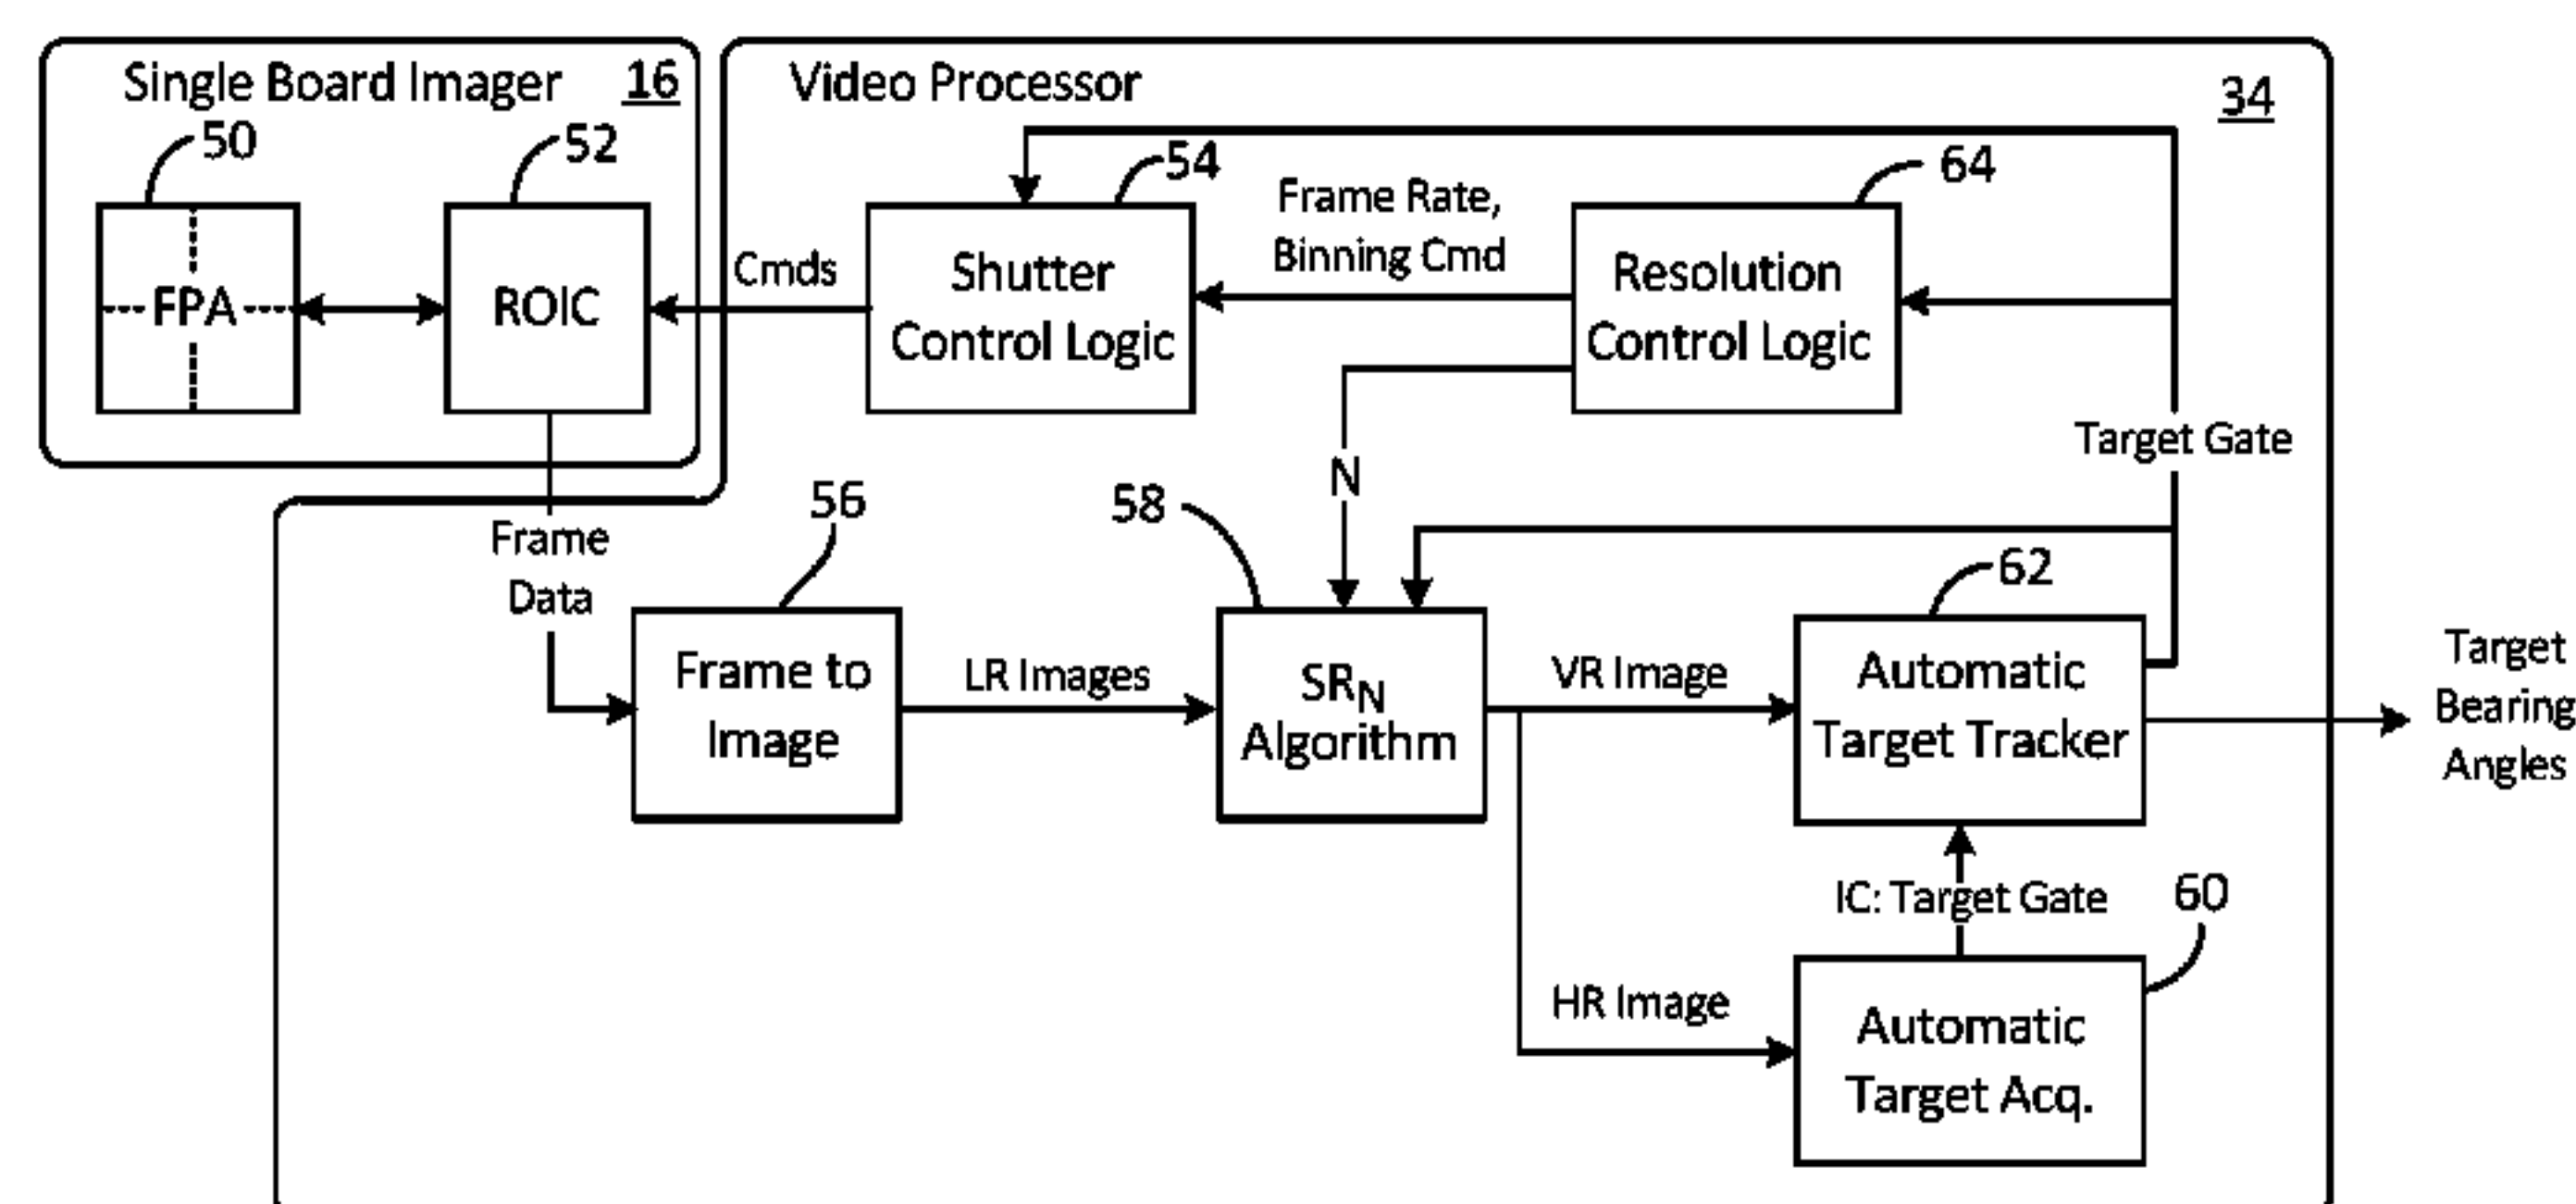 Single Board Imager 16
Video Processor
34
50
52
54
64
Frame Rate,
Binning Cmd
Cmds
FPA
ROIC
Shutter
Control Logic
Resolution
Control Logic
Target Gate
N
56
58
62
Frame
Data
Frame to
Image
LR Images
SRN
Algorithm
VR Image
Automatic
Target Tracker
Target
Bearing
Angles
IC: Target Gate
60
HR Image
Automatic
Target Acq.